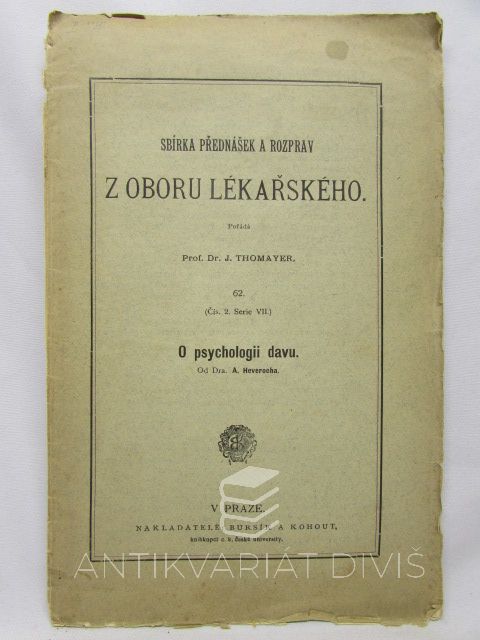 SBÍRKA PŘEDNÁŠEK A ROZPRAV
Z OBORU LÉKAŘSKÉHO.
Pořádá
Prof. Dr. J. THOMAYER.
62.
(Čís. 2. Serie VII.)
O psychologii davu.
Od Dra. A. Heverocha.
V PRAZE.
NAKLADATELÉ BURSÍK A KOHOUT,
knihkupci c. k. české university.
ANTIKVARIÁT DIVIŠ